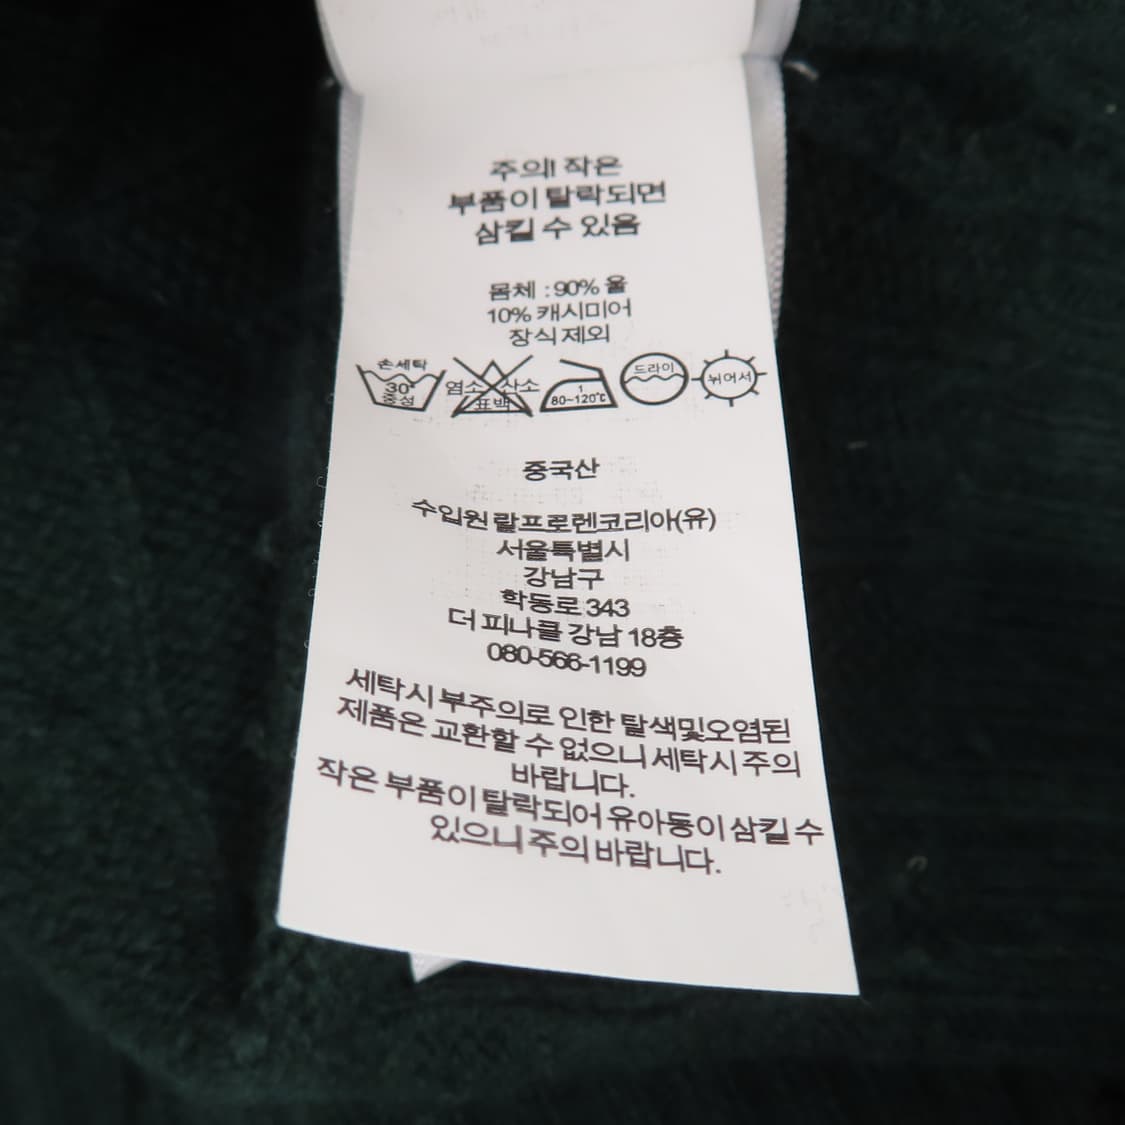 주의! 작은
부품이 탈락되면
삼킬 수 있음
몸체 : 90% 울
10% 캐시미어
장식 제외
손세탁
30°
중성
염소 산소
표백
1
80~120℃
드라이
뉘어서
중국산
수입원 랄프로렌코리아(유)
서울특별시
강남구
학동로 343
더 피나클 강남 18층
080-566-1199
세탁시 부주의로 인한 탈색및오염된
제품은 교환할 수 없으니 세탁시 주의
바랍니다.
작은 부품이 탈락되어 유아동이 삼킬 수
있으니 주의 바랍니다.